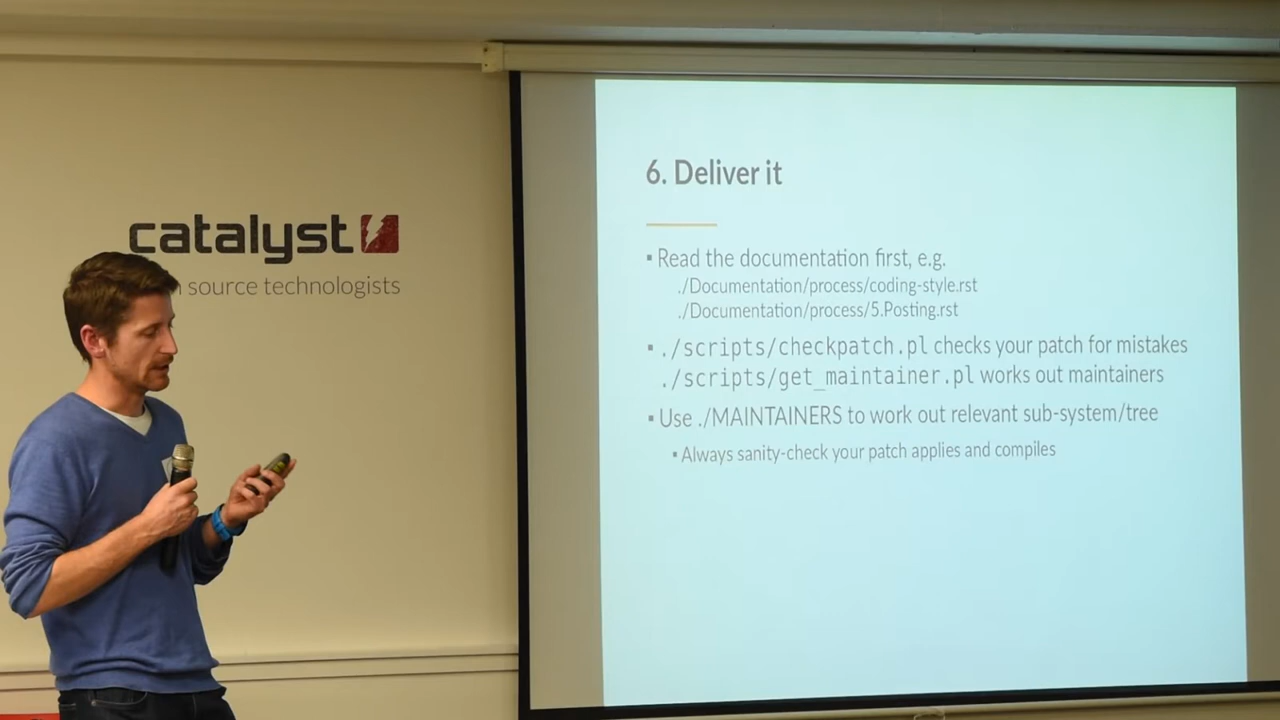 catalyst
source technologists
6. Deliver it
▪ Read the documentation first, e.g.
./Documentation/process/coding-style.rst
./Documentation/process/5.Posting.rst
▪ ./scripts/checkpatch.pl checks your patch for mistakes
./scripts/get_maintainer.pl works out maintainers
▪ Use ./MAINTAINERS to work out relevant sub-system/tree
▪ Always sanity-check your patch applies and compiles